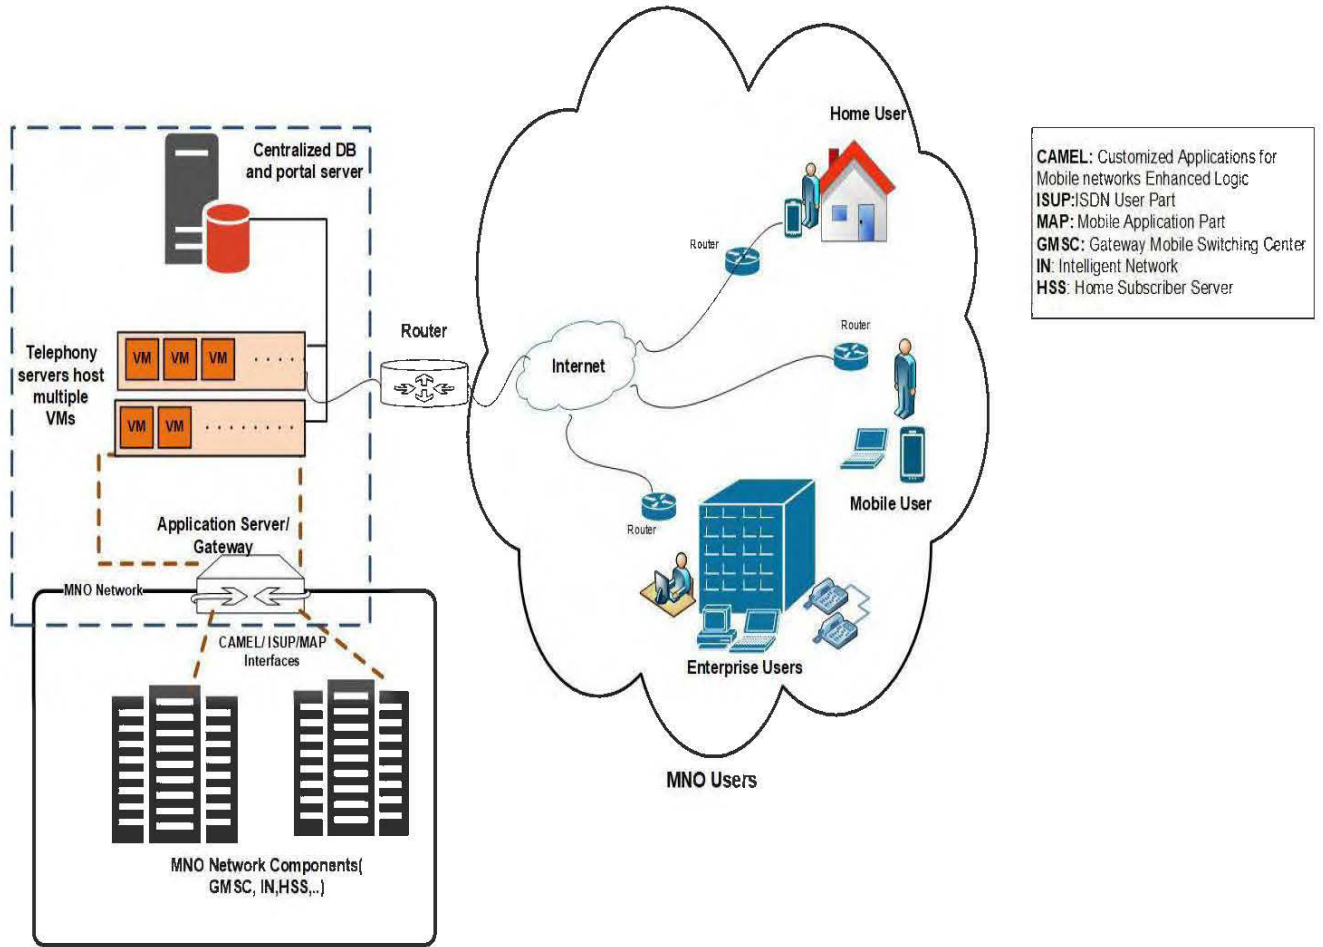 Centralized DB
and portal server
Telephony
servers host
multiple
VMs
VM VM VM . . . . . .
VM VM . . . . . . . .
Router
Application Server/
Gateway
MNO Network
CAMEL/ ISUP/MAP
Interfaces
MNO Network Components(
GMSC, IN,HSS,..)
Internet
Home User
Router
Router
Mobile User
Router
Enterprise Users
MNO Users
CAMEL: Customized Applications for
Mobile networks Enhanced Logic
ISUP:ISDN User Part
MAP: Mobile Application Part
GMSC: Gateway Mobile Switching Center
IN: Intelligent Network
HSS: Home Subscriber Server